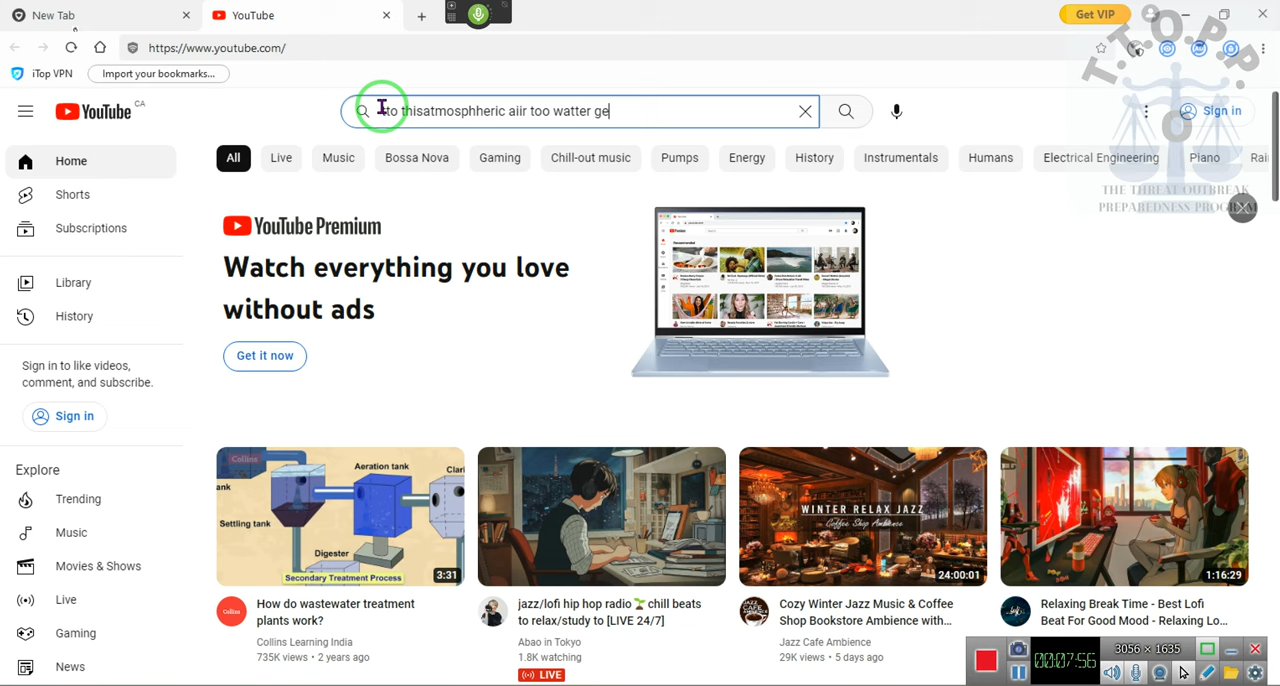 New Tab
YouTube
Get VIP
https://www.youtube.com/
iTop VPN
Import your bookmarks...
T.T.O.P.P.
YouTube CA
to thisatmosphheric aiir too watter ge
Sign in
All
Live
Music
Bossa Nova
Gaming
Chill-out music
Pumps
Energy
History
Instrumentals
Humans
Electrical Engineering
Piano
Rai
THE THREAT OUTBREAK
PREPAREDNESS PROGRAM
Home
Shorts
Subscriptions
Library
History
Sign in to like videos,
comment, and subscribe.
Sign in
Explore
Trending
Music
Movies & Shows
Live
Gaming
News
YouTube Premium
Watch everything you love
without ads
Get it now
Collins
Aeration tank
Clari
ank
Settling tank
Digester
Secondary Treatment Process
3:31
How do wastewater treatment
plants work?
Collins Learning India
735K views • 2 years ago
jazz/lofi hip hop radio🌱chill beats
to relax/study to [LIVE 24/7]
Abao in Tokyo
1.8K watching
LIVE
WINTER RELAX JAZZ
Coffee Shop Ambience
24:00:01
Cozy Winter Jazz Music & Coffee
Shop Bookstore Ambience with...
Jazz Cafe Ambience
29K views • 5 days ago
1:16:29
Relaxing Break Time - Best Lofi
Beat For Good Mood - Relaxing Lo...
00:07:56
3056 × 1635